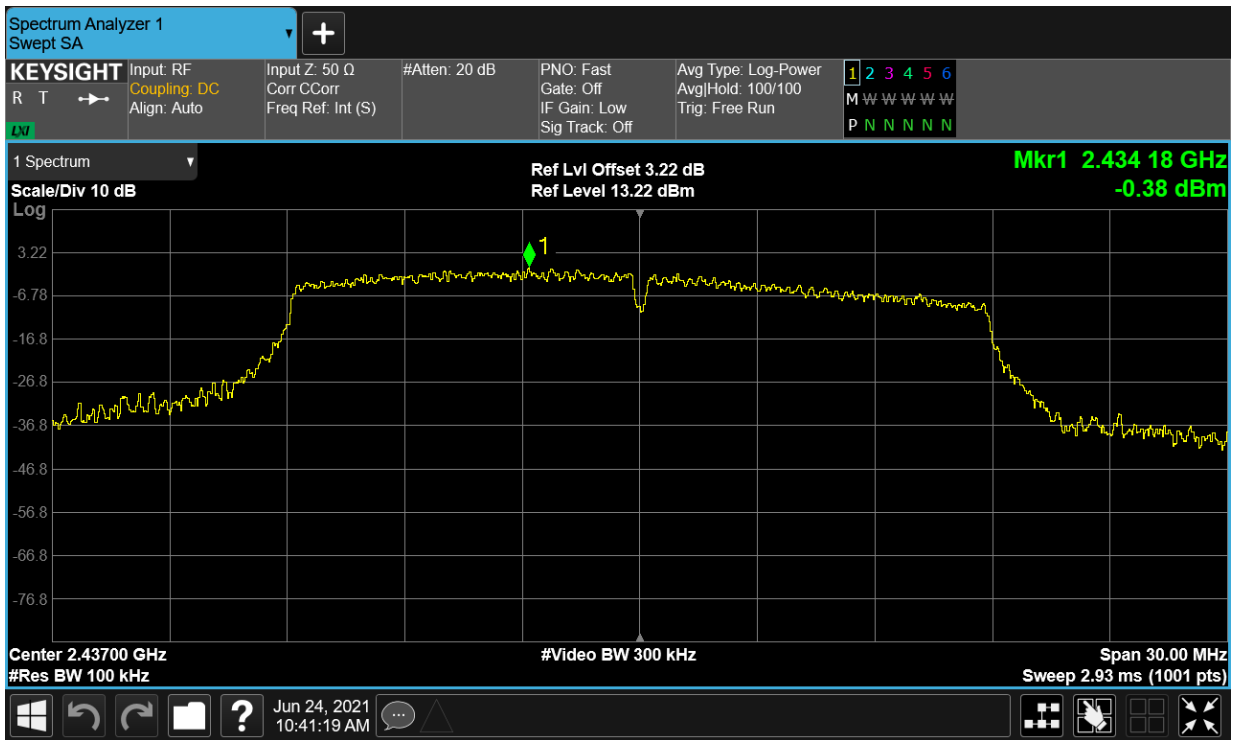 Spectrum Analyzer 1
Swept SA
KEYSIGHT
R T
LXI
Input: RF
Coupling: DC
Align: Auto
Input Z: 50 Ω
Corr CCorr
Freq Ref: Int (S)
#Atten: 20 dB
PNO: Fast
Gate: Off
IF Gain: Low
Sig Track: Off
Avg Type: Log-Power
Avg|Hold: 100/100
Trig: Free Run
1 2 3 4 5 6
M W W W W W
P N N N N N
1 Spectrum
Scale/Div 10 dB
Log
Ref Lvl Offset 3.22 dB
Ref Level 13.22 dBm
Mkr1 2.434 18 GHz
-0.38 dBm
1
3.22
-6.78
-16.8
-26.8
-36.8
-46.8
-56.8
-66.8
-76.8
Center 2.43700 GHz
#Res BW 100 kHz
#Video BW 300 kHz
Span 30.00 MHz
Sweep 2.93 ms (1001 pts)
?
Jun 24, 2021
10:41:19 AM